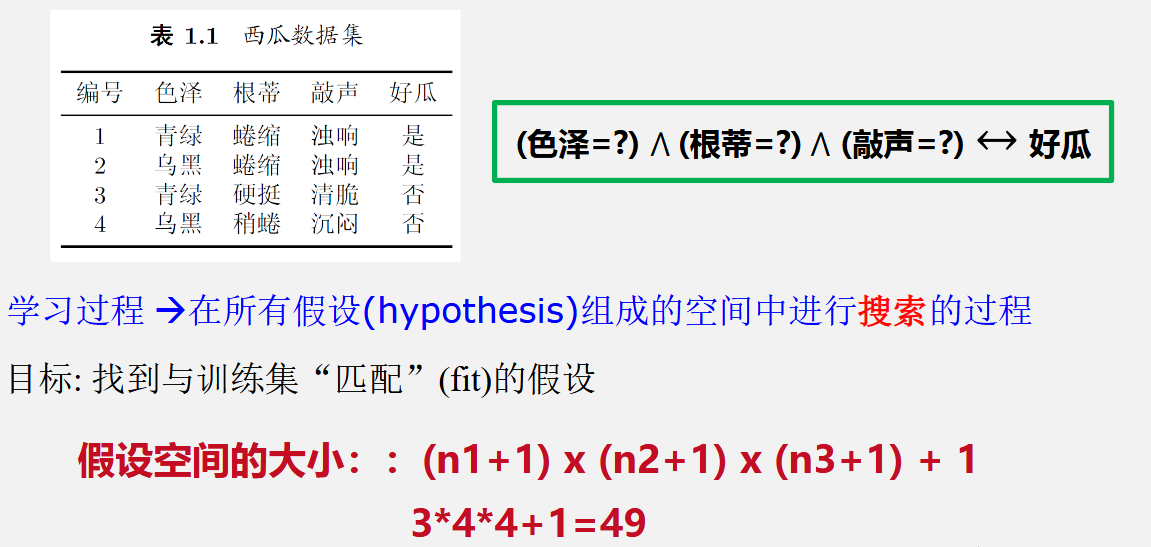 表 1.1 西瓜数据集
编号 色泽 根蒂 敲声 好瓜
1 青绿 蜷缩 浊响 是
2 乌黑 蜷缩 浊响 是
3 青绿 硬挺 清脆 否
4 乌黑 稍蜷 沉闷 否
(色泽=?) ∧ (根蒂=?) ∧ (敲声=?) ↔ 好瓜
学习过程 →在所有假设(hypothesis)组成的空间中进行搜索的过程
目标: 找到与训练集“匹配”(fit)的假设
假设空间的大小：: (n1+1) x (n2+1) x (n3+1) + 1
3*4*4+1=49